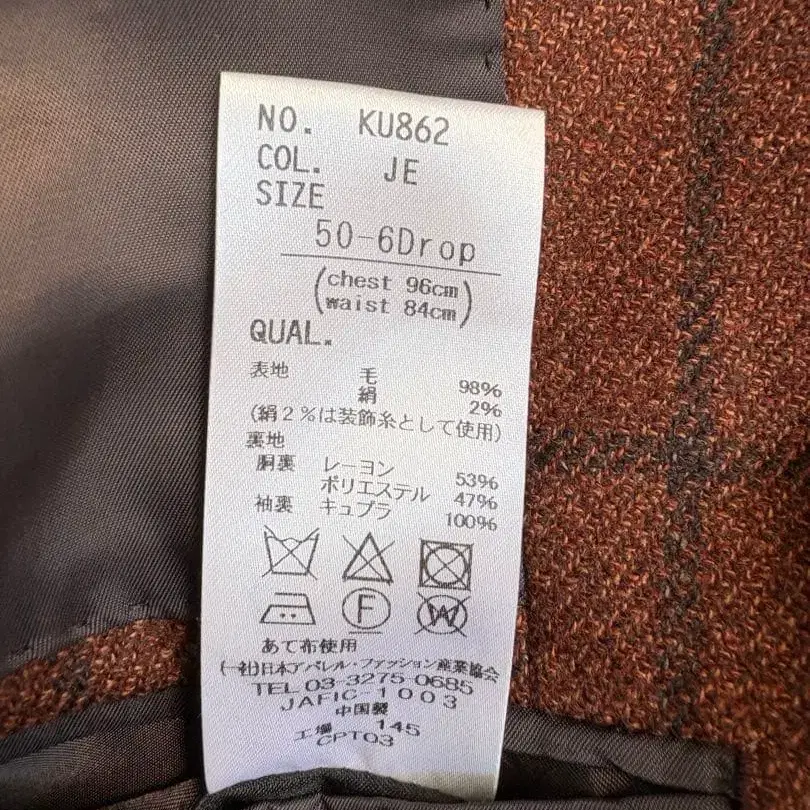 NO. KU862
COL. JE
SIZE
50-6Drop
(chest 96cm
waist 84cm)
QUAL.
表地 毛 98%
絹 2%
(絹2%は装飾糸として使用)
裏地
胴裏 レーヨン 53%
ポリエステル 47%
袖裏 キュプラ 100%
F W
あて布使用
(一社)日本アパレル・ファッション産業協会
TEL 03-3275-0685
JAFIC-1003
中国製
工場 145
CPT03